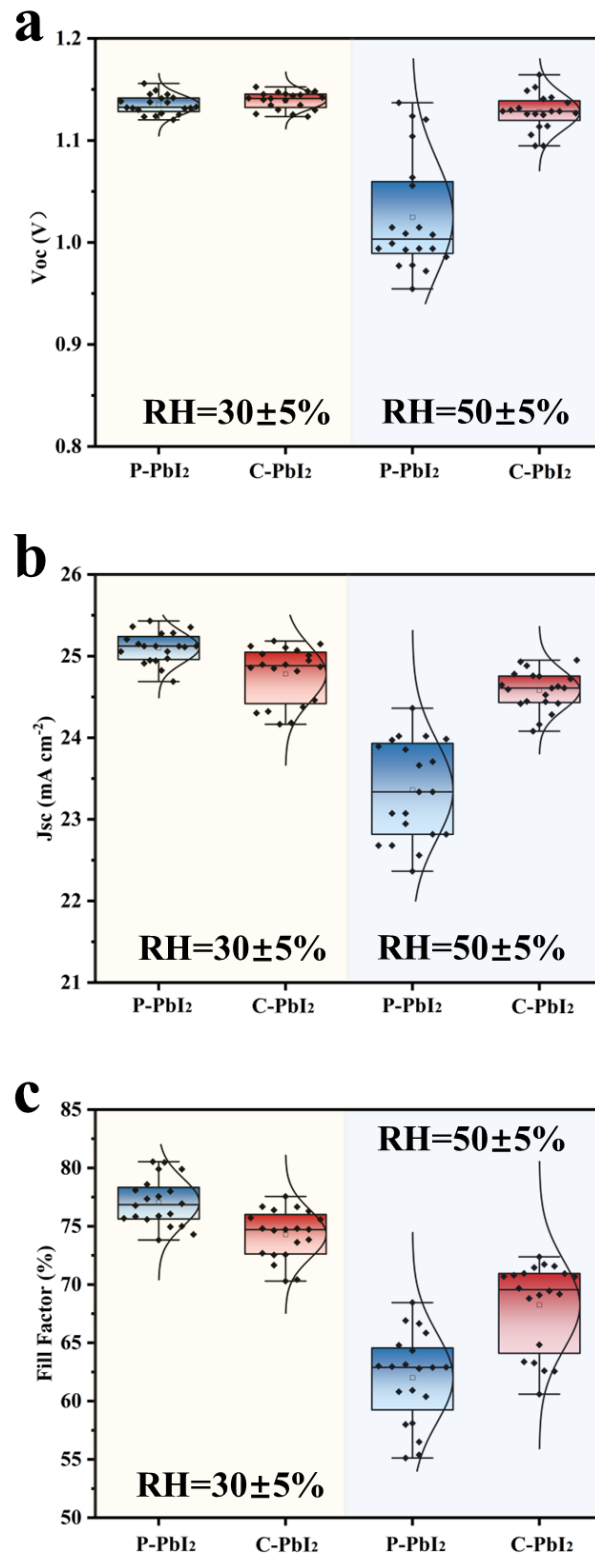 a
1.2
1.1
1.0
0.9
0.8
Voc (V)
RH=30±5%
RH=50±5%
P-PbI₂
C-PbI₂
P-PbI₂
C-PbI₂
b
26
25
24
23
22
21
Jsc (mA cm⁻²)
RH=30±5%
RH=50±5%
P-PbI₂
C-PbI₂
P-PbI₂
C-PbI₂
c
85
80
75
70
65
60
55
50
Fill Factor (%)
RH=50±5%
RH=30±5%
P-PbI₂
C-PbI₂
P-PbI₂
C-PbI₂